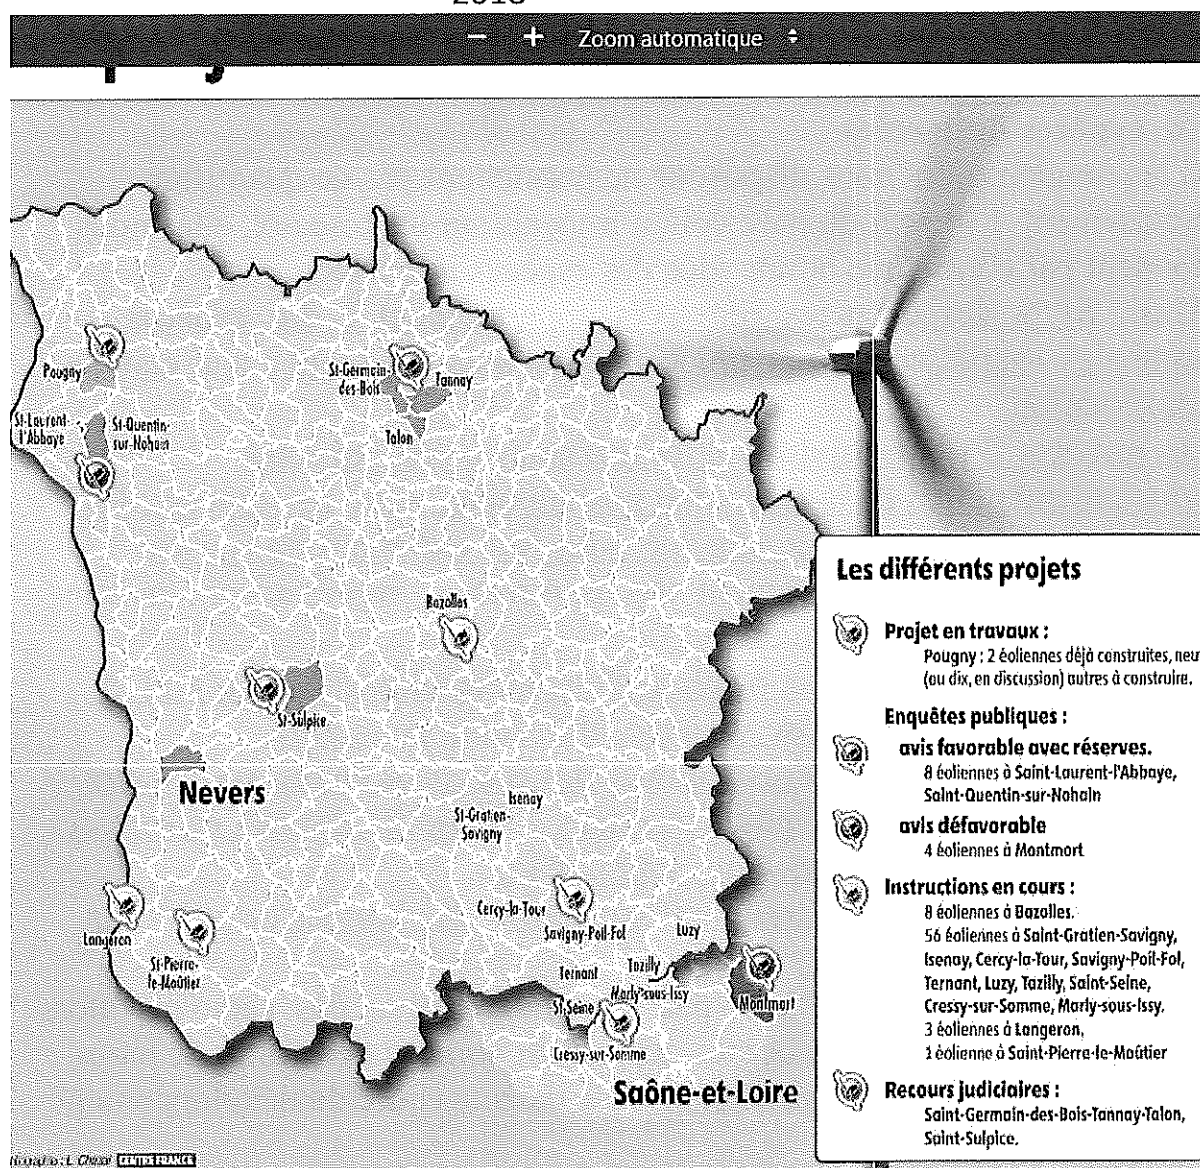 Zoom automatique
Pougny
St-Laurent-
l'Abbaye
St-Quentin-
sur-Nohain
St-Germain-
des-Bois
Tannay
Talon
Bazolles
St-Sulpice
Nevers
Isenay
St-Gratien-
Savigny
Cercy-la-Tour
Savigny-Poil-Fol
Luzy
Langeron
St-Pierre-
le-Moûtier
Ternant
Tazilly
Marly-sous-Issy
St-Seine
Montmort
Cressy-sur-Somme
Saône-et-Loire
CENTRE FRANCE
Les différents projets
Projet en travaux :
Pougny : 2 éoliennes déjà construites, neu
(ou dix, en discussion) autres à construire.
Enquêtes publiques :
avis favorable avec réserves.
8 éoliennes à Saint-Laurent-l'Abbaye,
Saint-Quentin-sur-Nohain
avis défavorable
4 éoliennes à Montmort
Instructions en cours :
8 éoliennes à Bazolles.
56 éoliennes à Saint-Gratien-Savigny,
Isenay, Cercy-la-Tour, Savigny-Poil-Fol,
Ternant, Luzy, Tazilly, Saint-Seine,
Cressy-sur-Somme, Marly-sous-Issy.
3 éoliennes à Langeron,
1 éolienne à Saint-Pierre-le-Moûtier
Recours judiciaires :
Saint-Germain-des-Bois-Tannay-Talon,
Saint-Sulpice.